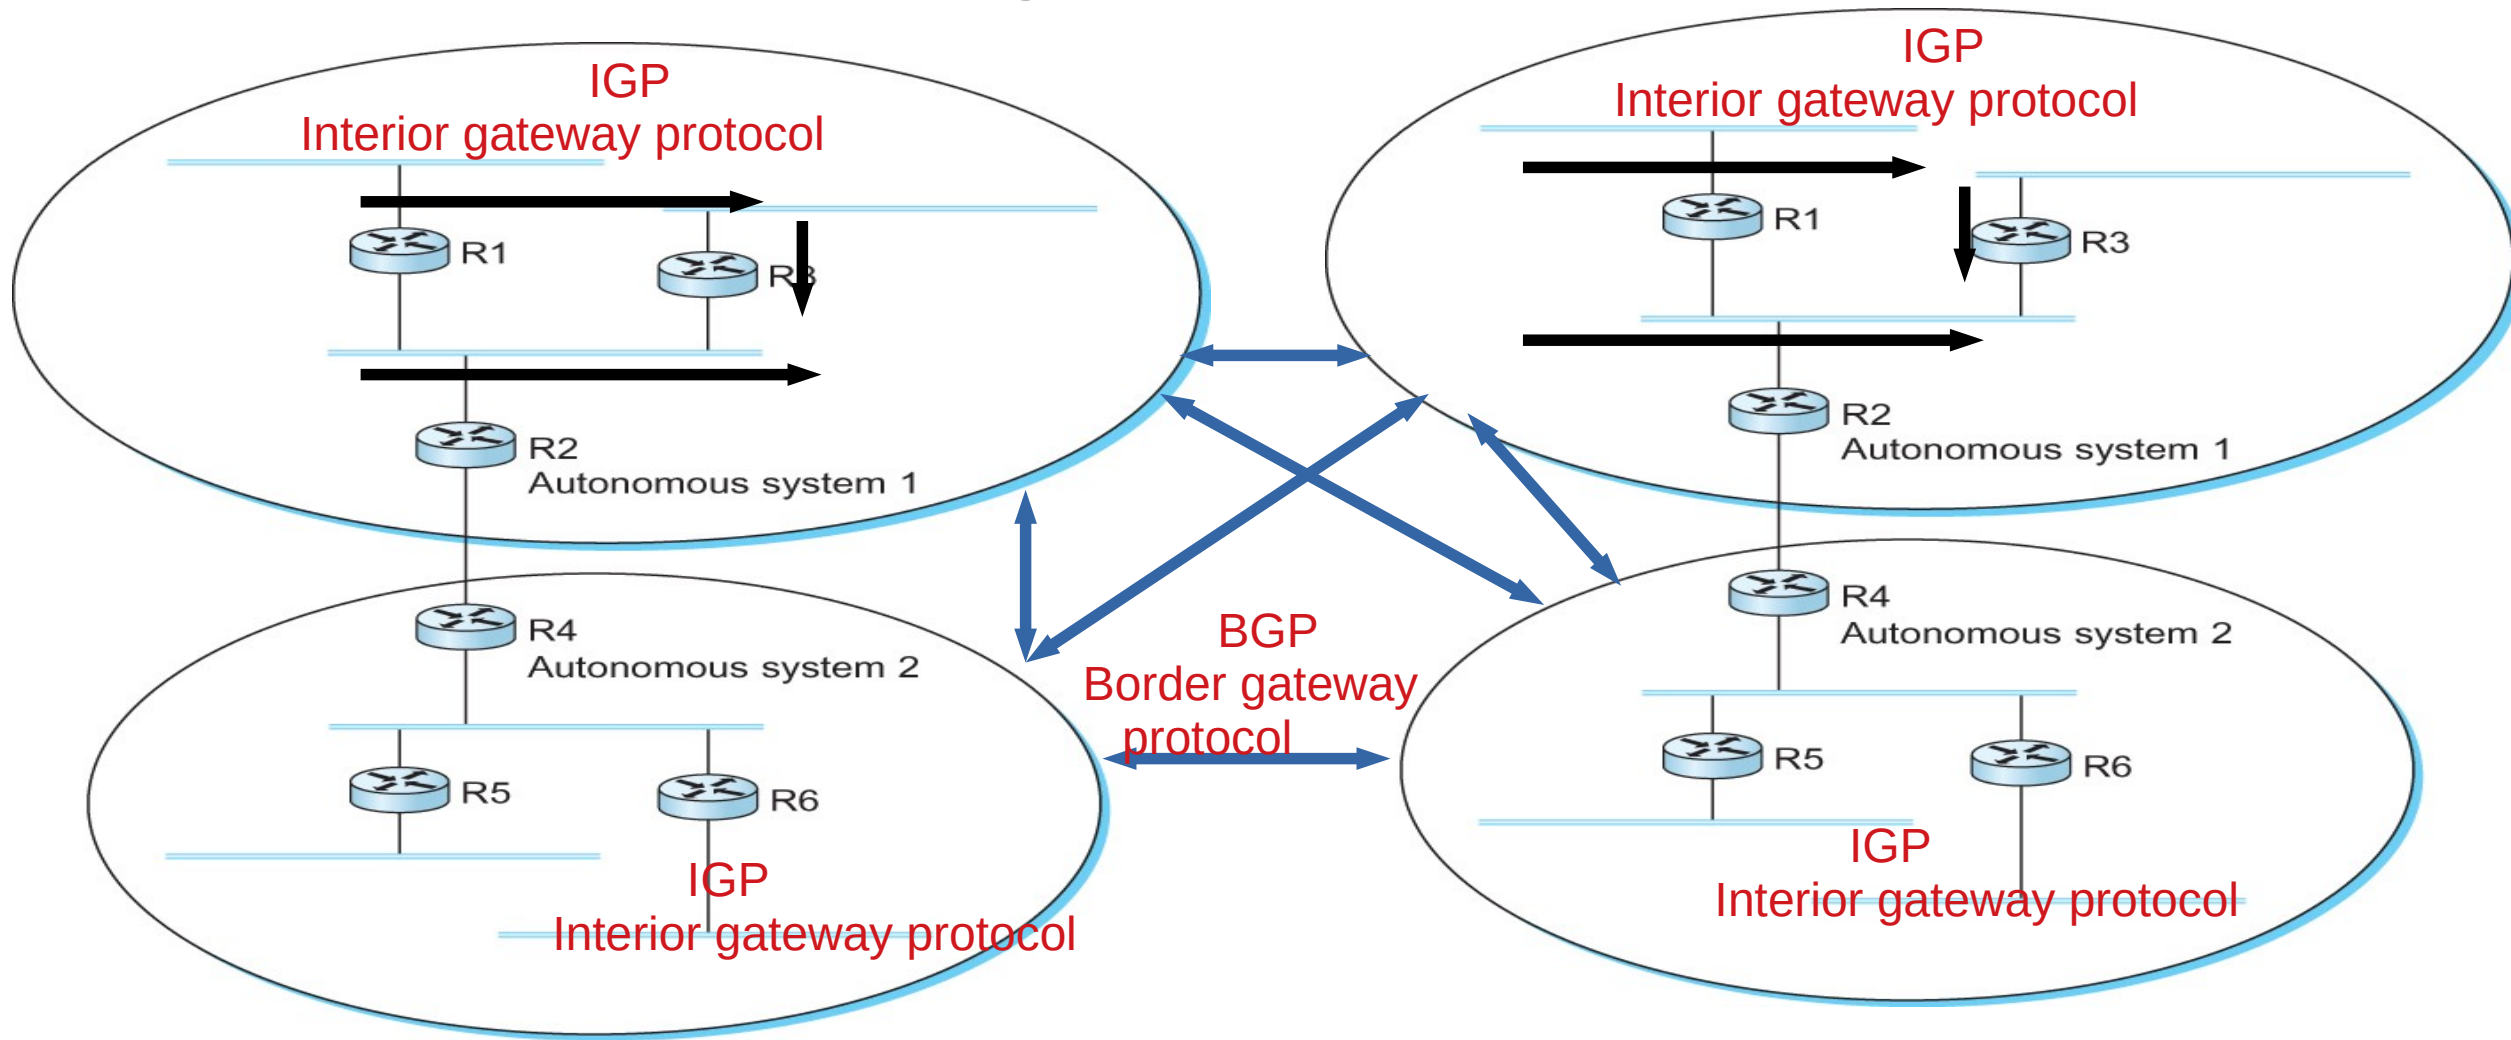 IGP
Interior gateway protocol
R1
R3
R2
Autonomous system 1
IGP
Interior gateway protocol
R1
R3
R2
Autonomous system 1
R4
Autonomous system 2
R5
R6
IGP
Interior gateway protocol
BGP
Border gateway
protocol
R4
Autonomous system 2
R5
R6
IGP
Interior gateway protocol